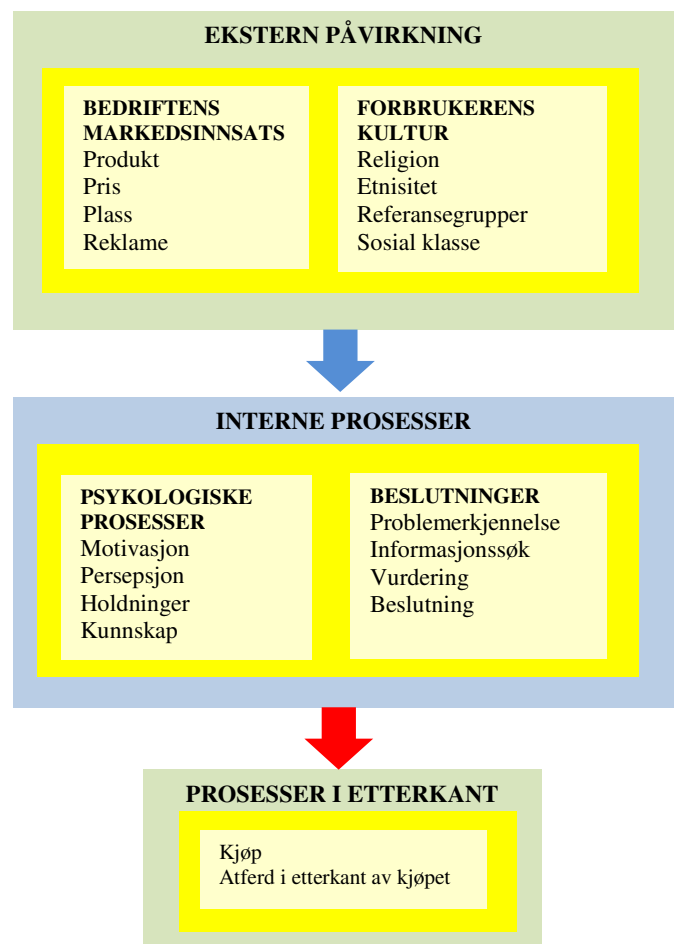 EKSTERN PÅVIRKNING
BEDRIFTENS
MARKEDSINNSATS
Produkt
Pris
Plass
Reklame
FORBRUKERENS
KULTUR
Religion
Etnisitet
Referansegrupper
Sosial klasse
INTERNE PROSESSER
PSYKOLOGISKE
PROSESSER
Motivasjon
Persepsjon
Holdninger
Kunnskap
BESLUTNINGER
Problemerkjennelse
Informasjonssøk
Vurdering
Beslutning
PROSESSER I ETTERKANT
Kjøp
Atferd i etterkant av kjøpet